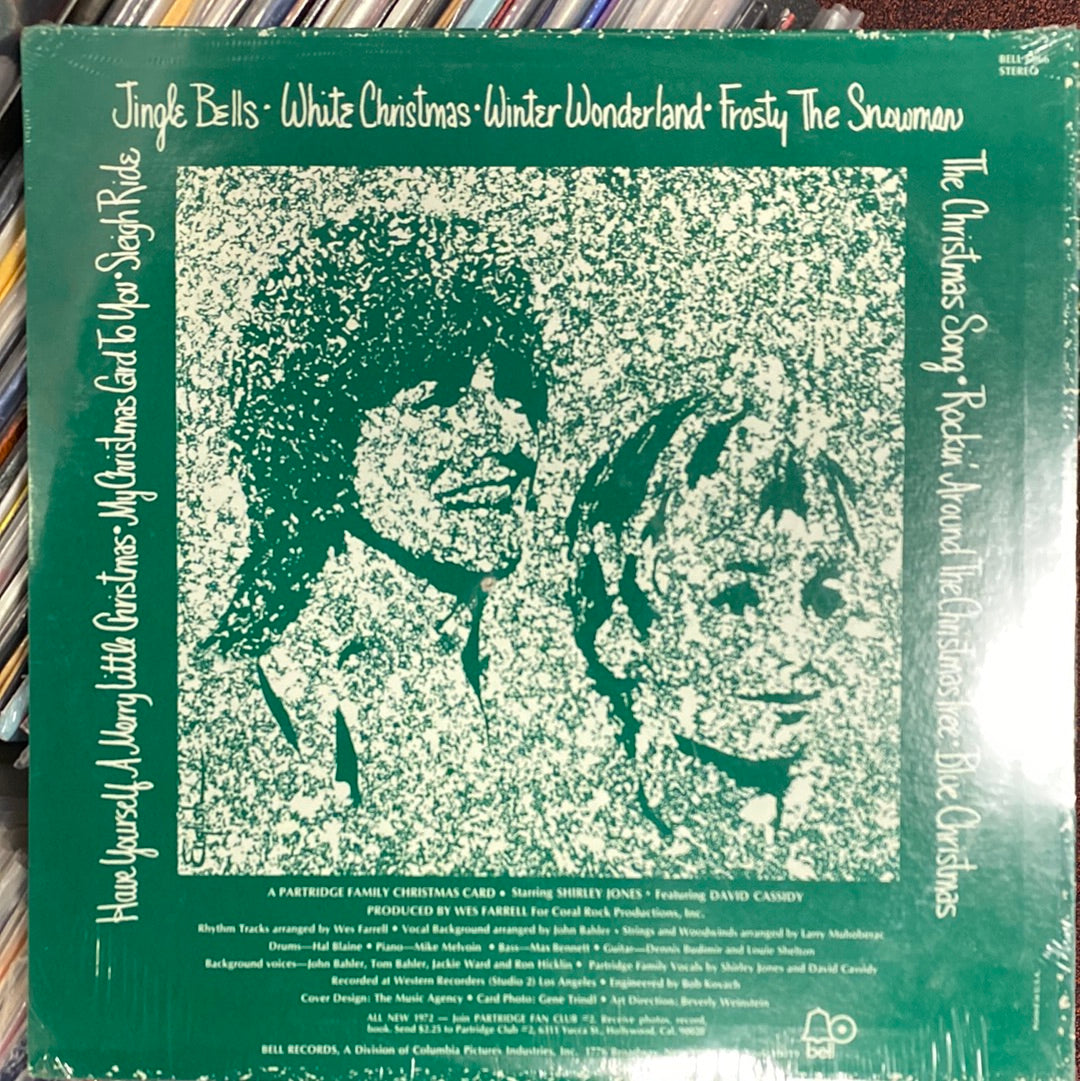 BELL
STEREO
Jingle Bells · White Christmas · Winter Wonderland · Frosty The Snowman
The Christmas Song · Rockin' Around The Christmas Tree · Blue Christmas
Have Yourself A Merry Little Christmas · My Christmas Card To You · Sleigh Ride
A PARTRIDGE FAMILY CHRISTMAS CARD • Starring SHIRLEY JONES • Featuring DAVID CASSIDY
PRODUCED BY WES FARRELL For Coral Rock Productions, Inc.
Rhythm Tracks arranged by Wes Farrell • Vocal Background arranged by John Bahler • Strings and Woodwinds arranged by Larry Muhoberac
Drums—Hal Blaine • Piano—Mike Melvoin • Bass—Max Bennett • Guitar—Dennis Budimir and Louie Shelton
Background voices—John Bahler, Tom Bahler, Jackie Ward and Ron Hicklin • Partridge Family Vocals by Shirley Jones and David Cassidy
Recorded at Western Recorders (Studio 2) Los Angeles • Engineered by Bob Kovach
Cover Design: The Music Agency • Card Photo: Gene Trindl • Art Direction: Beverly Weinstein
ALL NEW 1972 — Join PARTRIDGE FAN CLUB #2. Receive photos, record,
book. Send $2.25 to Partridge Club #2, 6311 Yucca St., Hollywood, Cal. 90028
bell
BELL RECORDS, A Division of Columbia Pictures Industries, Inc. 1776